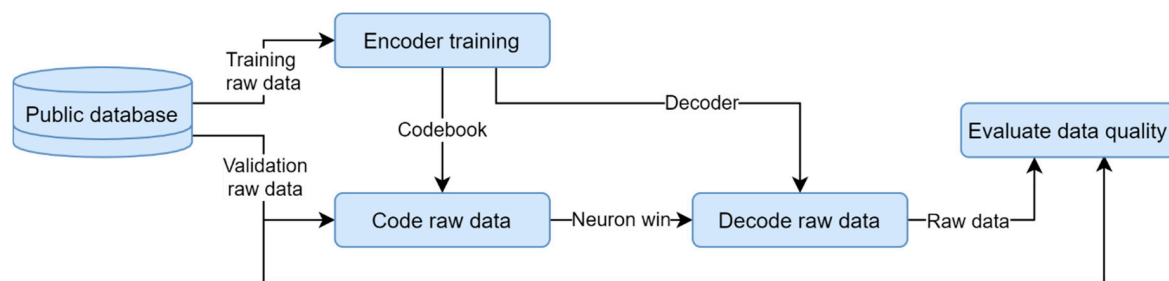 Encoder training
Training
raw data
Public database
Codebook
Decoder
Evaluate data quality
Validation
raw data
Code raw data
Neuron win
Decode raw data
Raw data